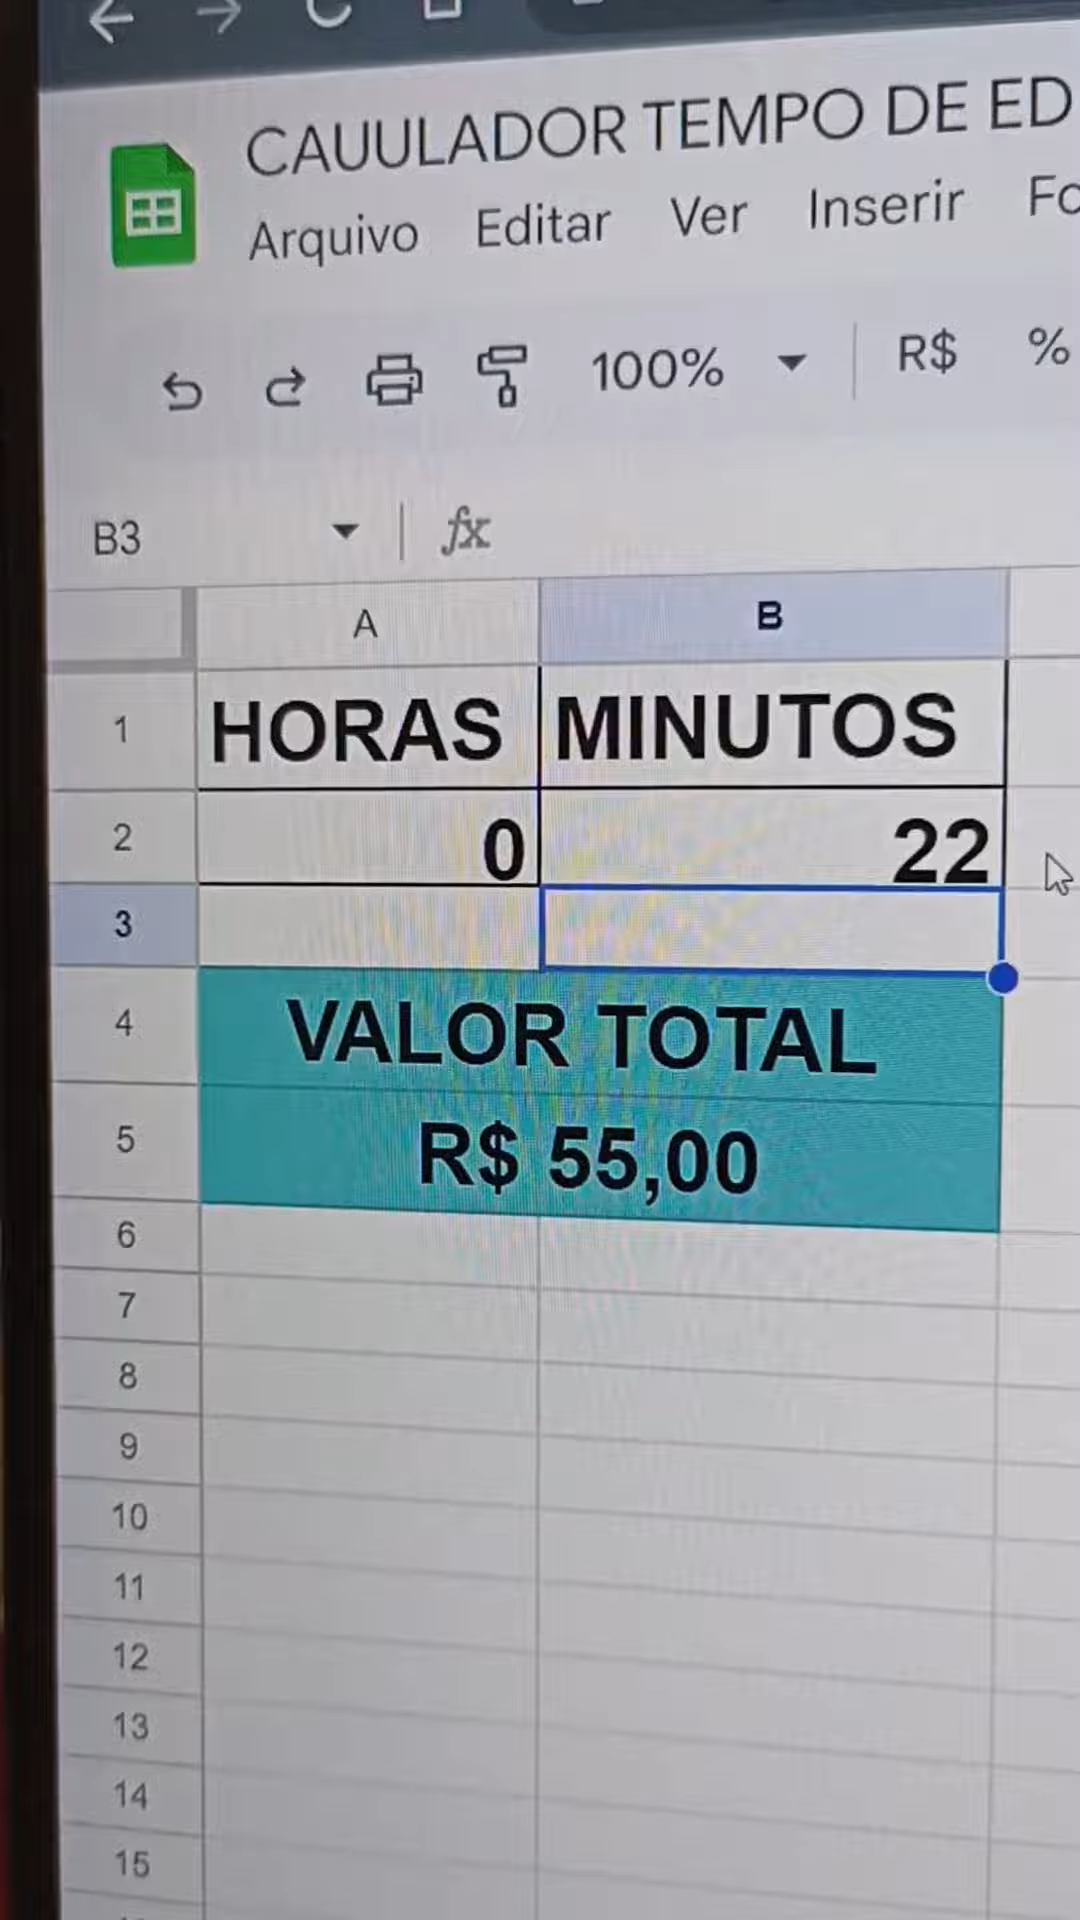 CAUULADOR TEMPO DE ED
Arquivo Editar Ver Inserir Fo
100% R$ %
B3 fx
A B
1 HORAS MINUTOS
2 0 22
3
4 VALOR TOTAL
5 R$ 55,00
6
7
8
9
10
11
12
13
14
15